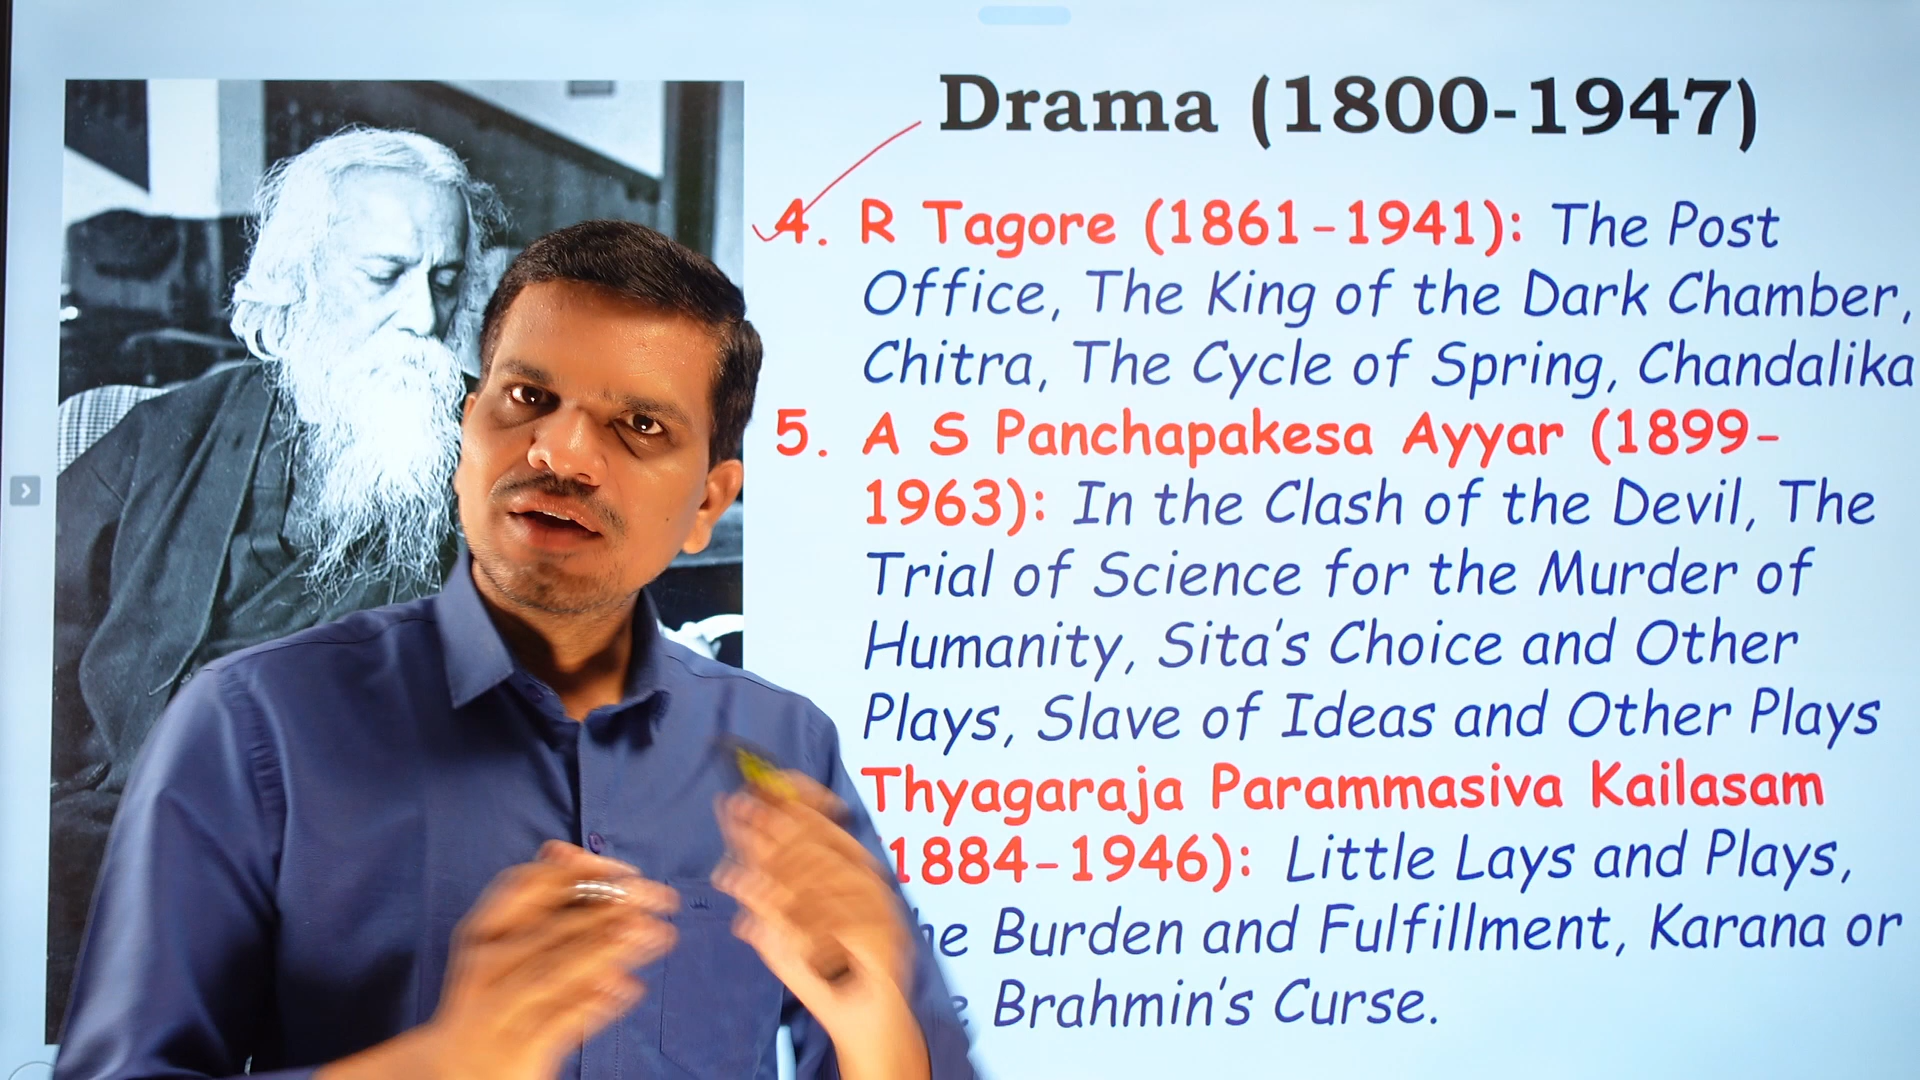 Drama (1800-1947)
4. R Tagore (1861-1941): The Post
Office, The King of the Dark Chamber,
Chitra, The Cycle of Spring, Chandalika
5. A S Panchapakesa Ayyar (1899-
1963): In the Clash of the Devil, The
Trial of Science for the Murder of
Humanity, Sita's Choice and Other
Plays, Slave of Ideas and Other Plays
Thyagaraja Parammasiva Kailasam
1884-1946): Little Lays and Plays,
Burden and Fulfillment, Karana or
Brahmin's Curse.